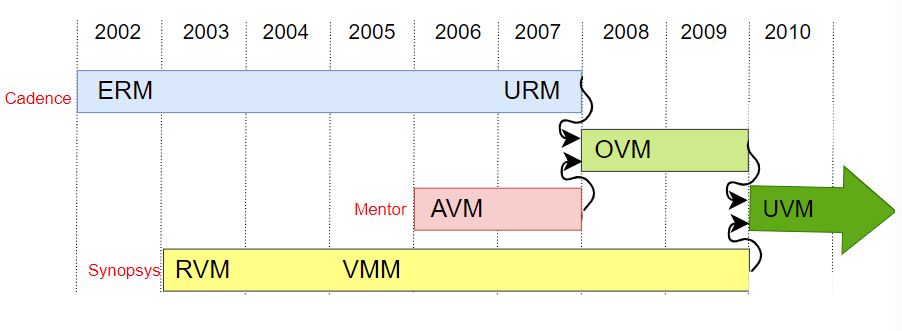 2002 2003 2004 2005 2006 2007 2008 2009 2010
Cadence ERM URM
OVM
Mentor AVM UVM
Synopsys RVM VMM